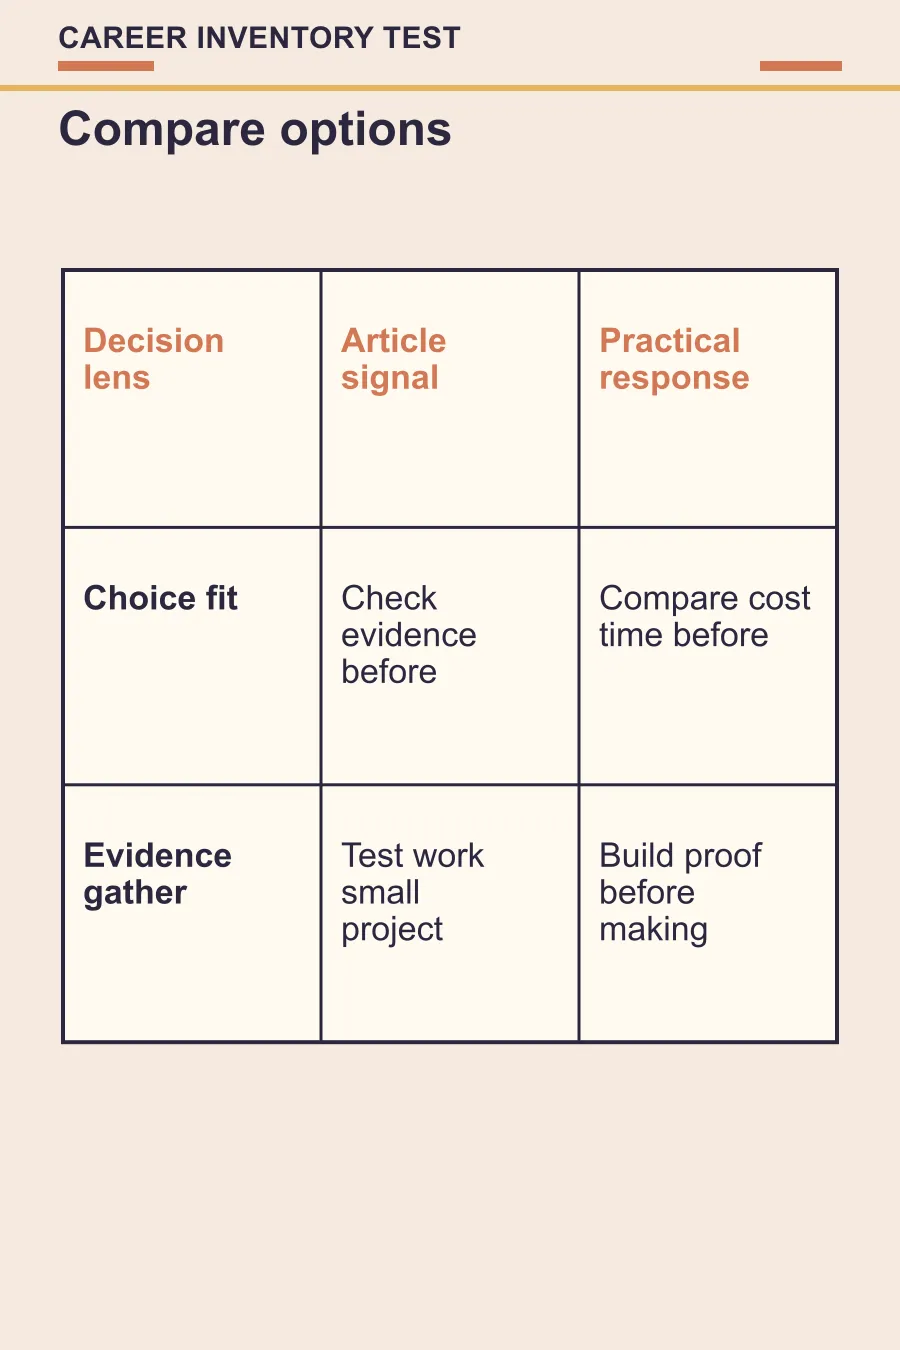 CAREER INVENTORY TEST
Compare options
Decision
lens
Article
signal
Practical
response
Choice fit
Check
evidence
before
Compare cost
time before
Evidence
gather
Test work
small
project
Build proof
before
making